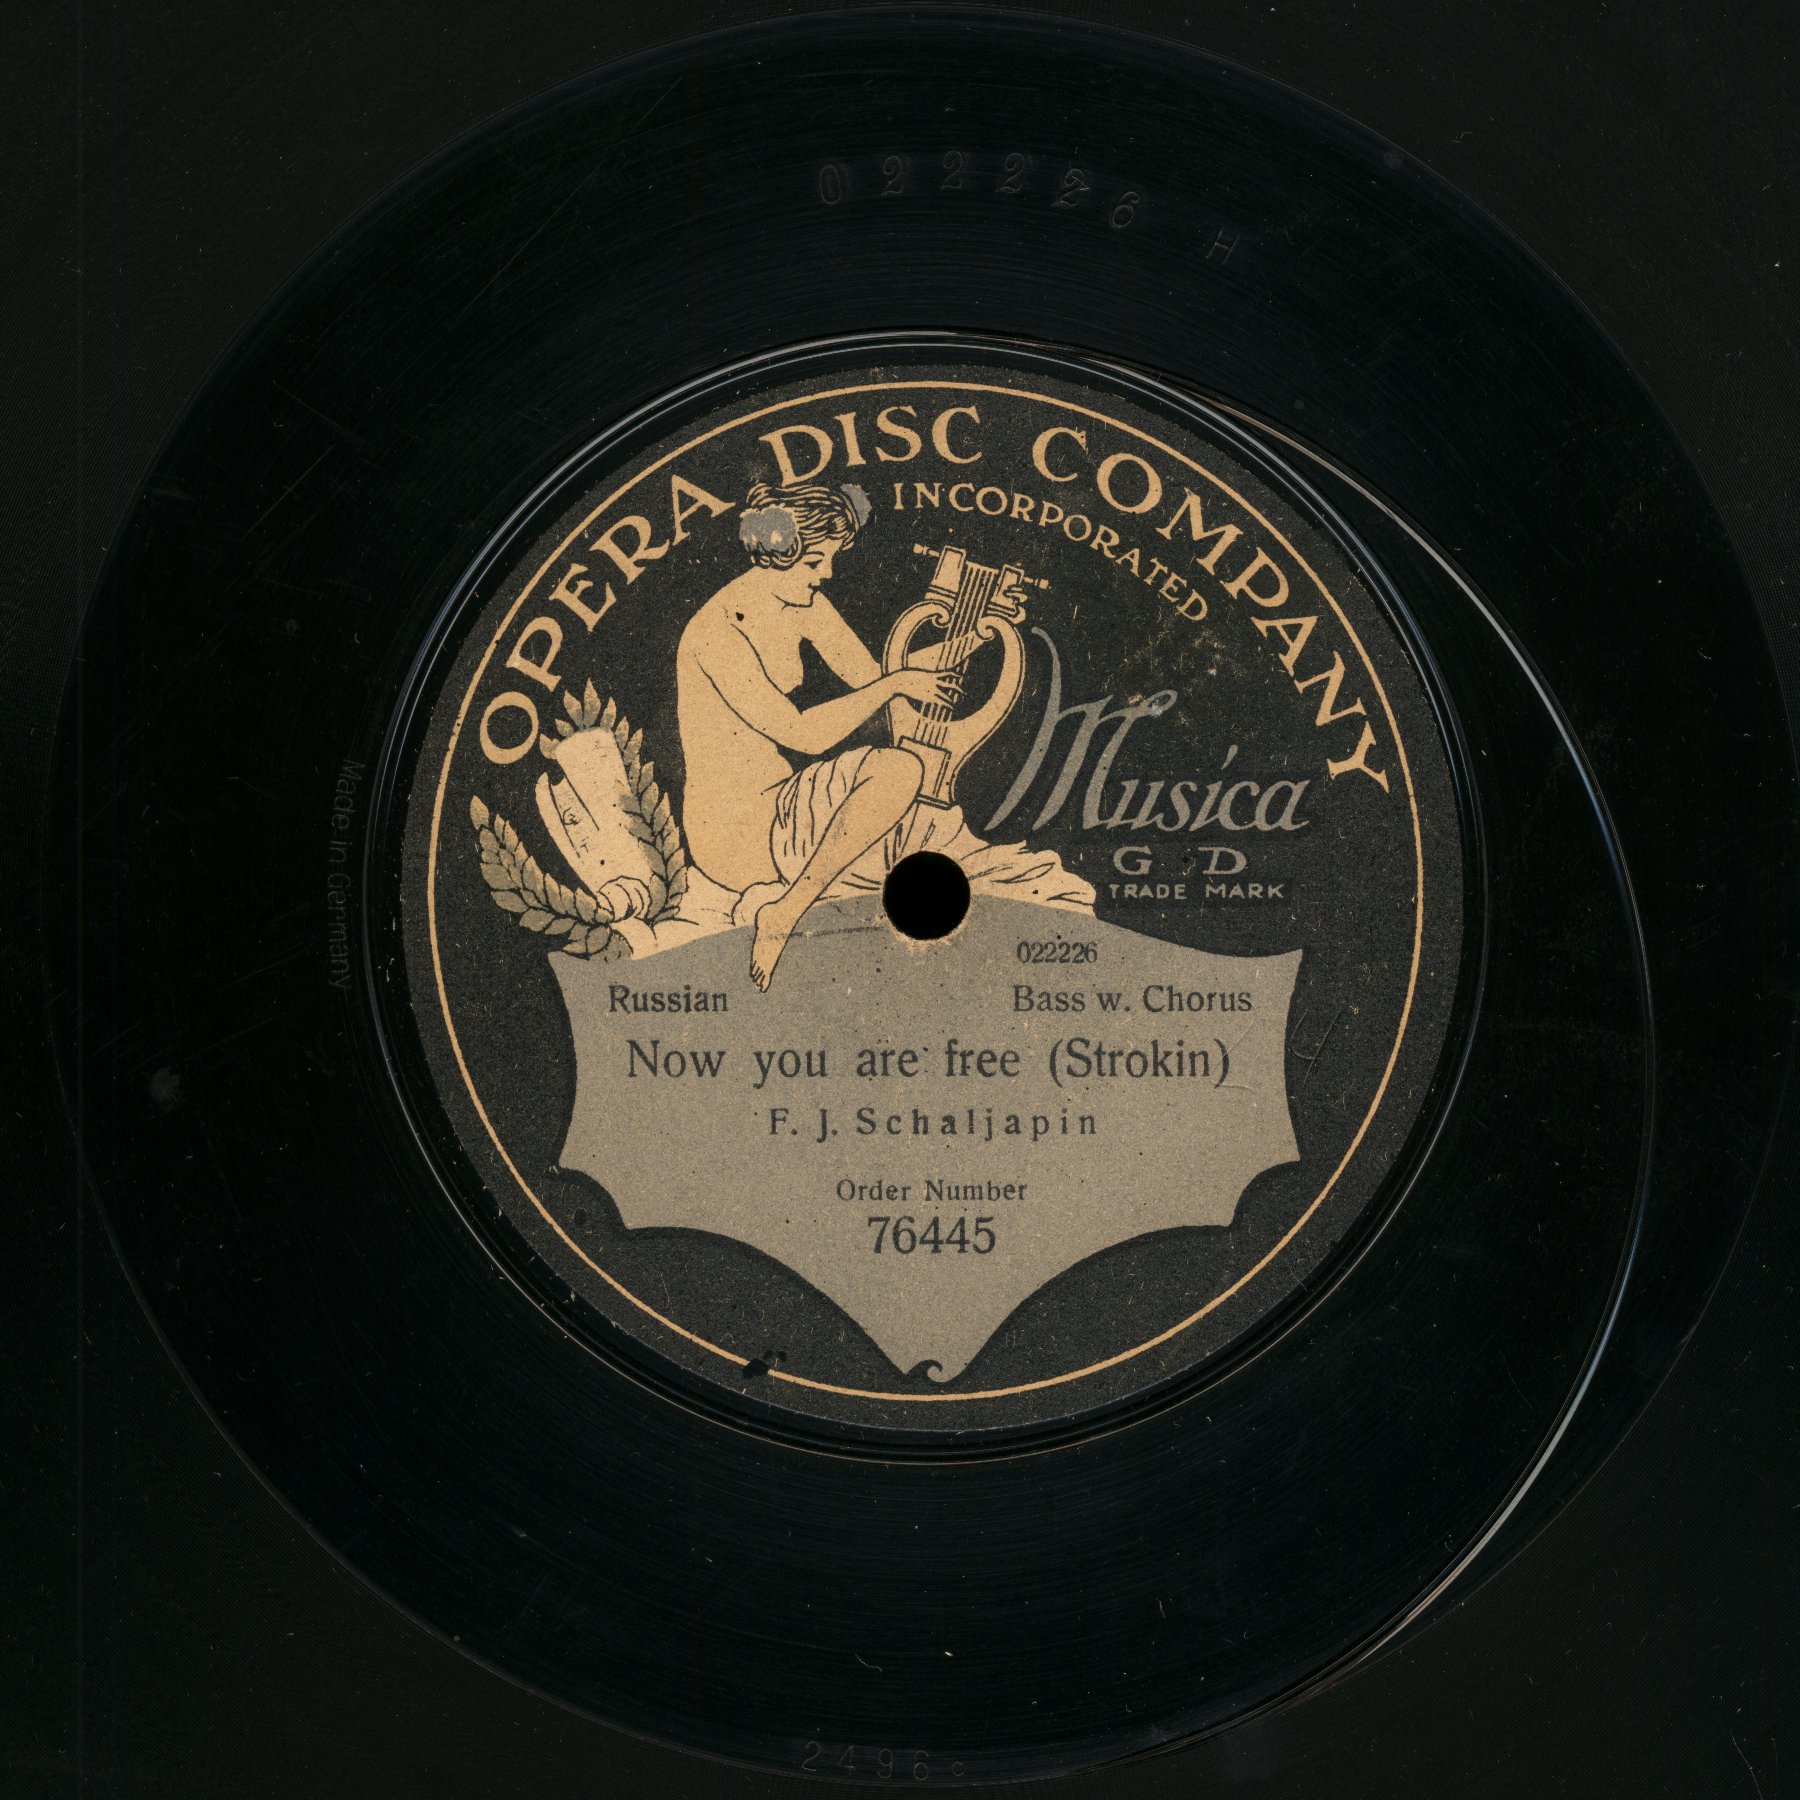 022226 H
OPERA DISC COMPANY
INCORPORATED
Musica
G D
TRADE MARK
Made in Germany
022226
Russian Bass w. Chorus
Now you are free (Strokin)
F. J. Schaljapin
Order Number
76445
2496c